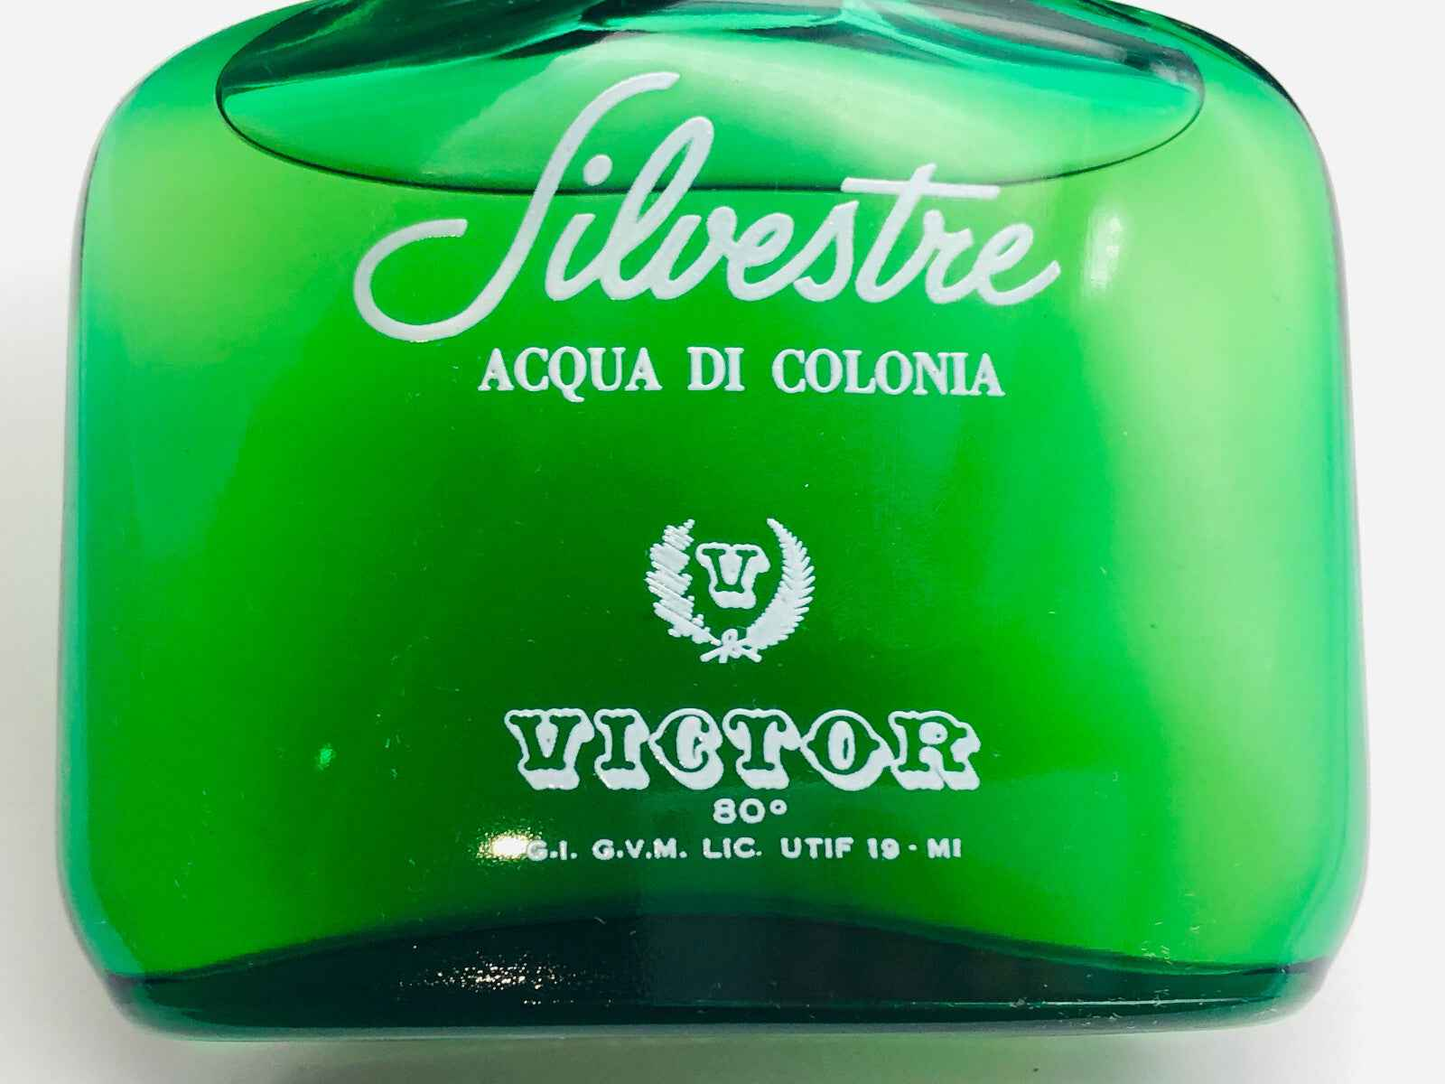 Silvestre
ACQUA DI COLONIA
V
VICTOR
80°
G.I. G.V.M. LIC. UTIF 19 - MI